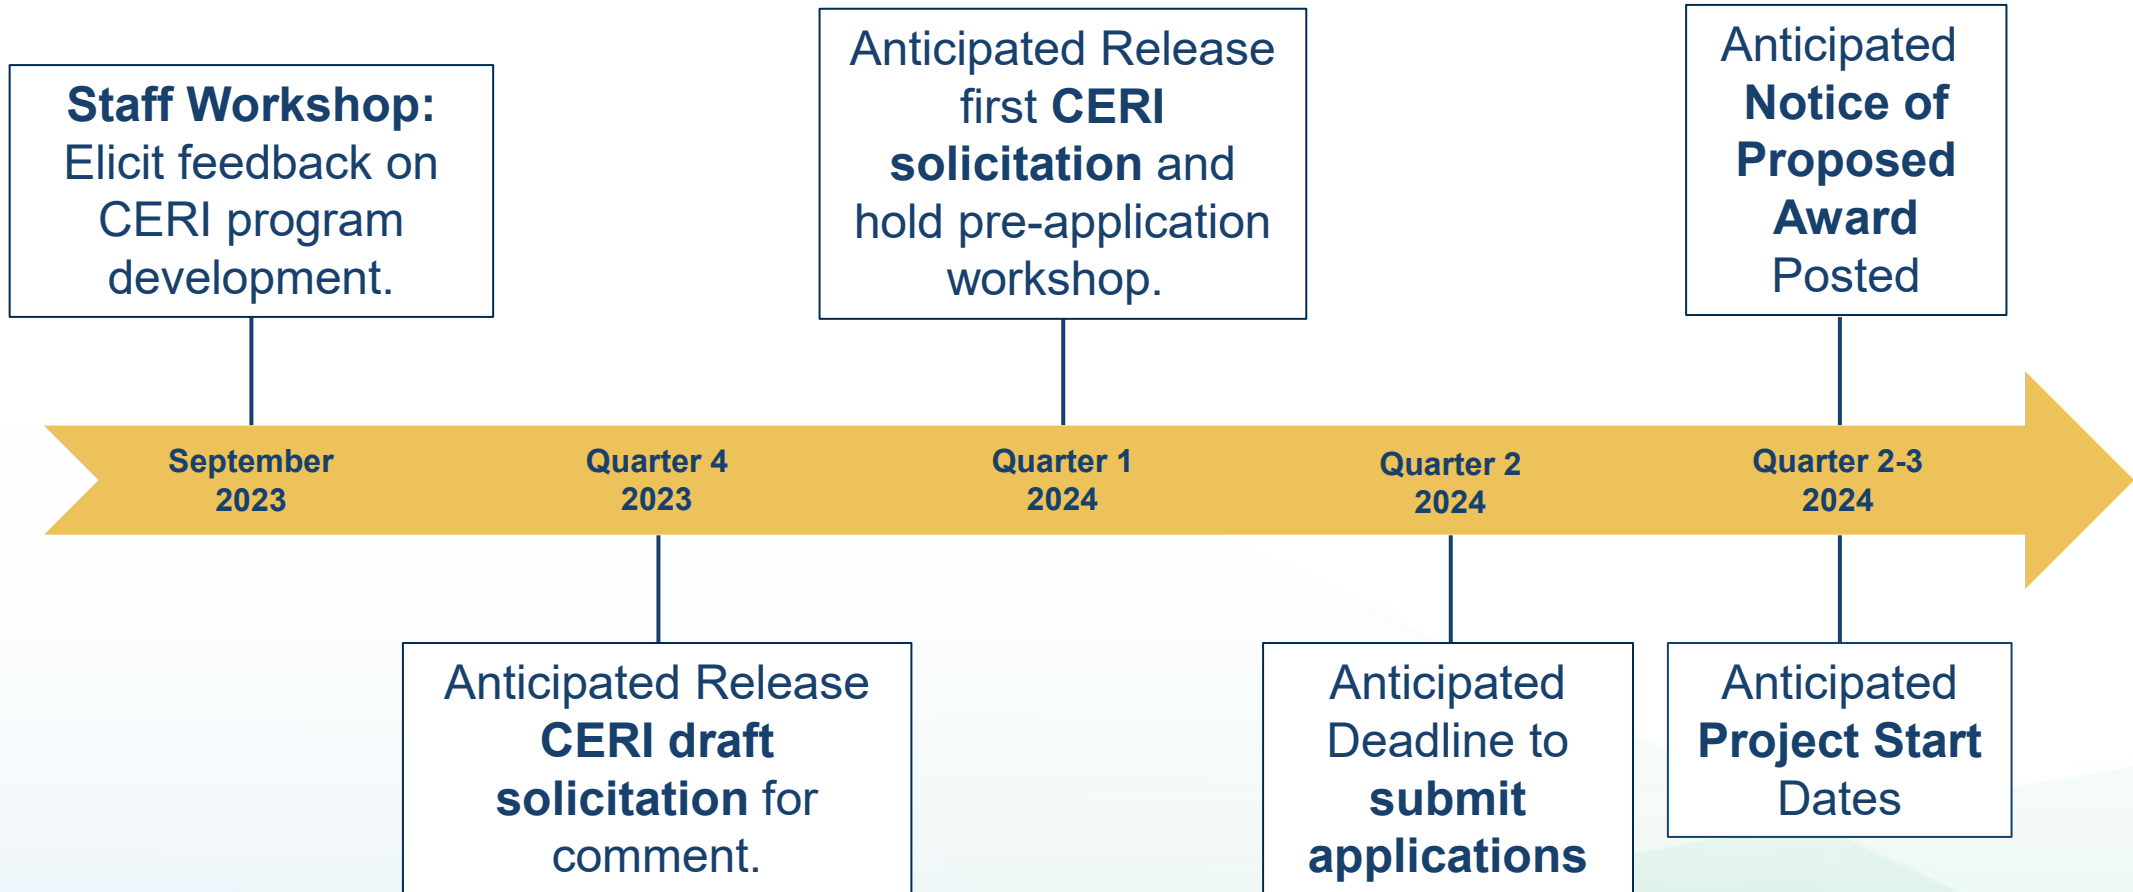 Staff Workshop:
Elicit feedback on
CERI program
development.
Anticipated Release
first CERI
solicitation and
hold pre-application
workshop.
Anticipated
Notice of
Proposed
Award
Posted
September
2023
Quarter 4
2023
Quarter 1
2024
Quarter 2
2024
Quarter 2-3
2024
Anticipated Release
CERI draft
solicitation for
comment.
Anticipated
Deadline to
submit
applications
Anticipated
Project Start
Dates